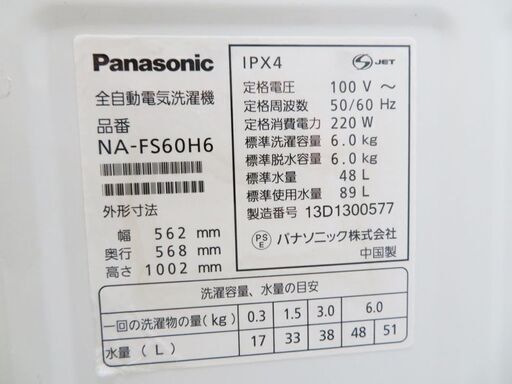 Panasonic
全自動電気洗濯機
品番
NA-FS60H6
外形寸法
幅 562 mm
奥行 568 mm
高さ 1002 mm
IPX4
S JET
定格電圧 100 V ～
定格周波数 50/60 Hz
定格消費電力 220 W
標準洗濯容量 6.0 kg
標準脱水容量 6.0 kg
標準水量 48 L
標準使用水量 89 L
製造番号 13D1300577
PS E パナソニック株式会社
中国製
洗濯容量、水量の目安
一回の洗濯物の量(kg) 0.3 1.5 3.0 6.0
水量 (L) 17 33 38 48 51